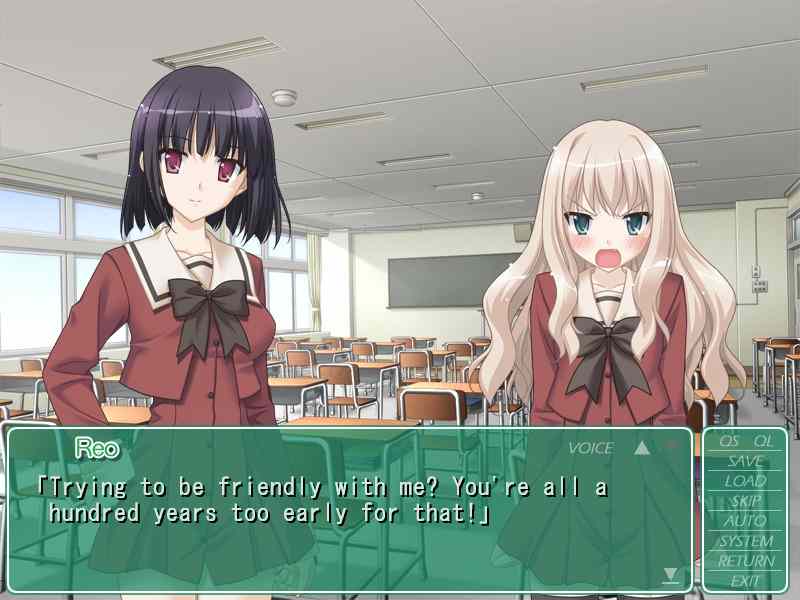 Reo
VOICE
「Trying to be friendly with me? You're all a
hundred years too early for that!」
QS QL
SAVE
LOAD
SKIP
AUTO
SYSTEM
RETURN
EXIT